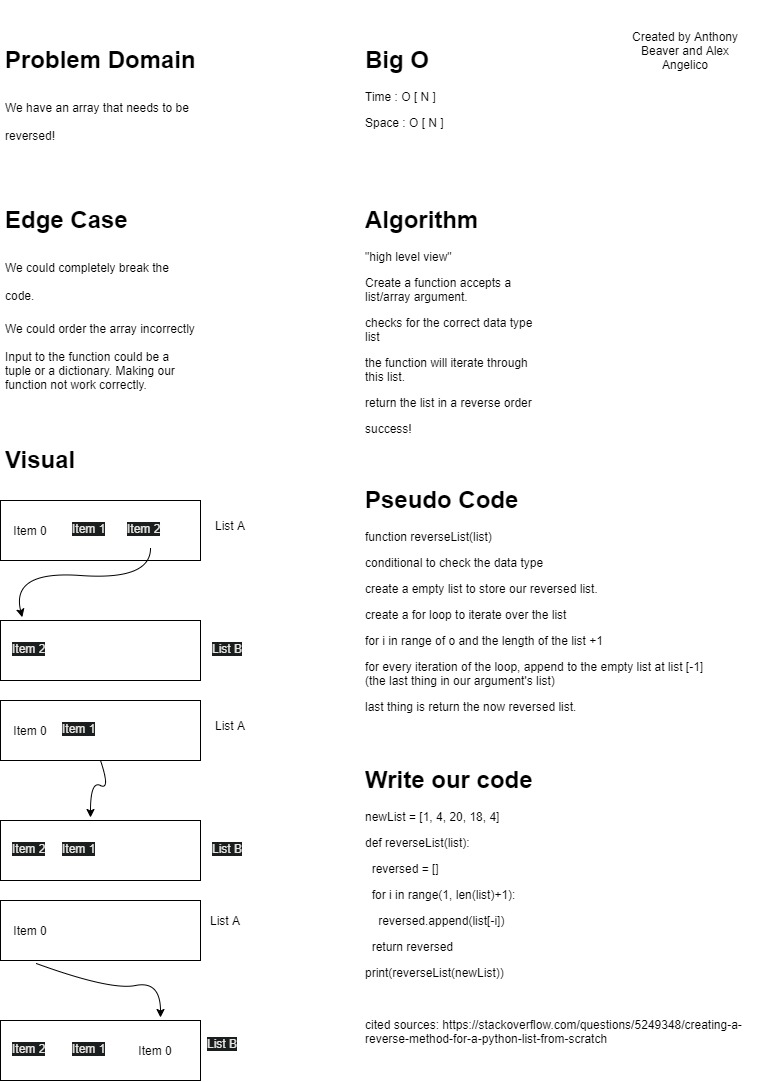 Created by Anthony
Beaver and Alex
Angelico
Problem Domain
We have an array that needs to be
reversed!
Big O
Time : O [ N ]
Space : O [ N ]
Edge Case
We could completely break the
code.
We could order the array incorrectly
Input to the function could be a
tuple or a dictionary. Making our
function not work correctly.
Algorithm
"high level view"
Create a function accepts a
list/array argument.
checks for the correct data type
list
the function will iterate through
this list.
return the list in a reverse order
success!
Visual
Item 0 Item 1 Item 2 List A
Item 2 List B
Item 0 Item 1 List A
Item 2 Item 1 List B
Item 0 List A
Item 2 Item 1 Item 0 List B
Pseudo Code
function reverseList(list)
conditional to check the data type
create a empty list to store our reversed list.
create a for loop to iterate over the list
for i in range of o and the length of the list +1
for every iteration of the loop, append to the empty list at list [-1]
(the last thing in our argument's list)
last thing is return the now reversed list.
Write our code
newList = [1, 4, 20, 18, 4]
def reverseList(list):
reversed = []
for i in range(1, len(list)+1):
reversed.append(list[-i])
return reversed
print(reverseList(newList))
cited sources: https://stackoverflow.com/questions/5249348/creating-a-
reverse-method-for-a-python-list-from-scratch